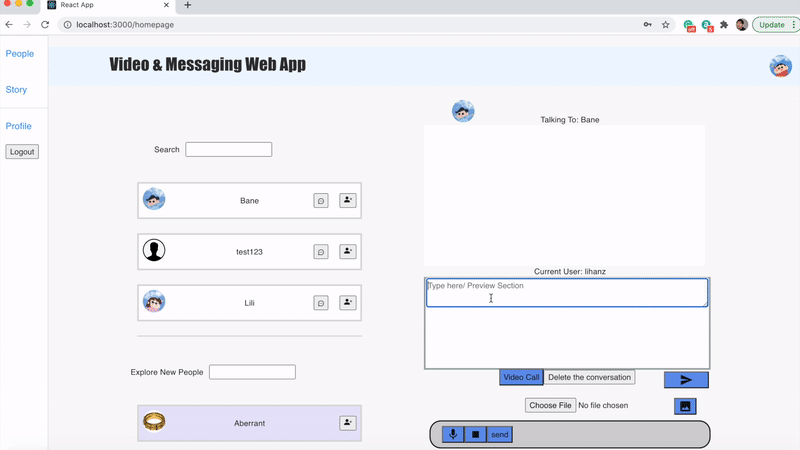 React App
localhost:3000/homepage
Update
off
5
People
Story
Profile
Logout
Video & Messaging Web App
Search
Bane
test123
Lili
Explore New People
Aberrant
Talking To: Bane
Current User: lihanz
Type here/ Preview Section
Video Call Delete the conversation
Choose File No file chosen
send